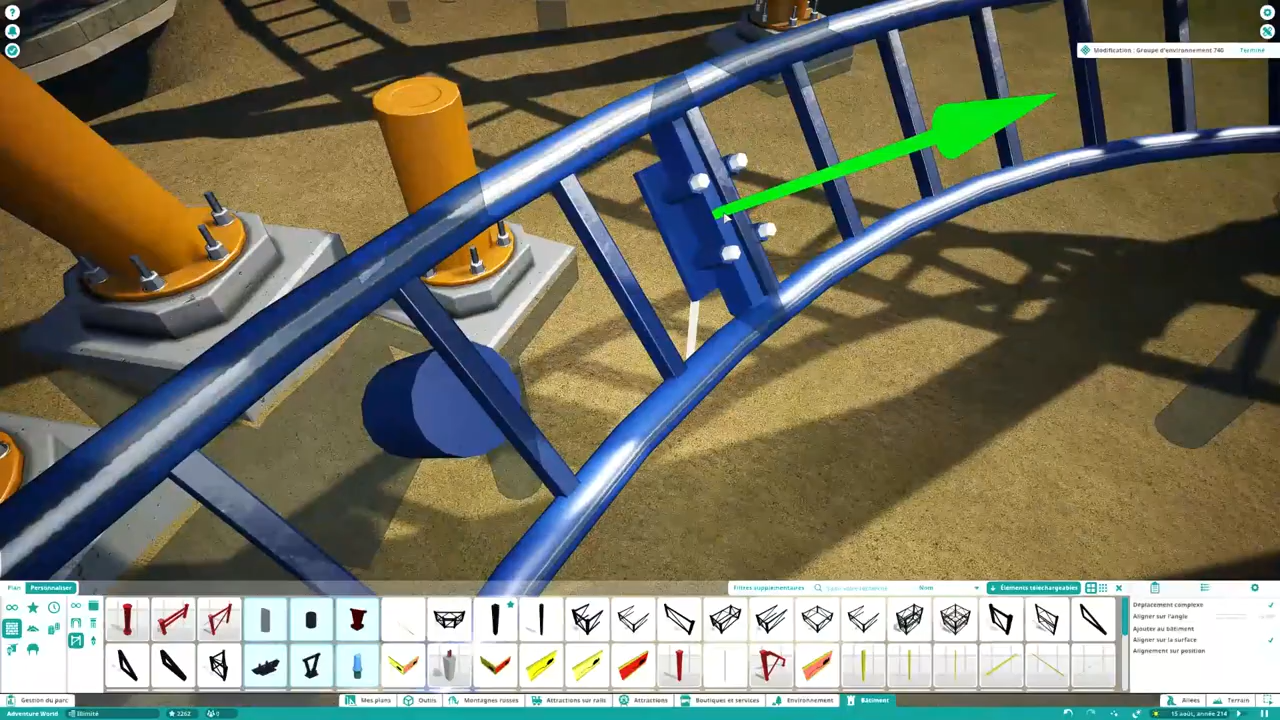 ?
Modification : Groupe d'environnement 740 Terminé
Plan Personnaliser Filtres supplémentaires Nom Éléments téléchargeables
Déplacement complexe
Aligner sur l'angle
Ajouter au bâtiment
Aligner sur la surface
Alignement sur position
Gestion du parc Mes plans Outils Montagnes russes Attractions sur rails Attractions Boutiques et services Environnement Bâtiment Allées Terrain
Adventure World Illimité 2262 0 15 août, année 214